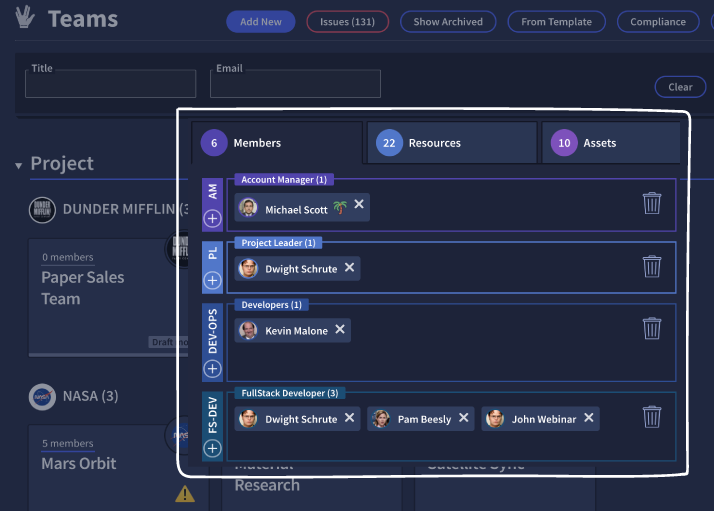 Teams
Add New
Issues (131)
Show Archived
From Template
Compliance
Title
Email
Clear
6 Members
22 Resources
10 Assets
Project
DUNDER MIFFLIN (3
DUNDER
MIFFLIN
0 members
Paper Sales
Team
Draft mo
NASA (3)
5 members
Mars Orbit
AM
Account Manager (1)
Michael Scott 🌴
PL
Project Leader (1)
Dwight Schrute
DEV-OPS
Developers (1)
Kevin Malone
FS-DEV
FullStack Developer (3)
Dwight Schrute
Pam Beesly
John Webinar
Material
Research
Satellite Sync